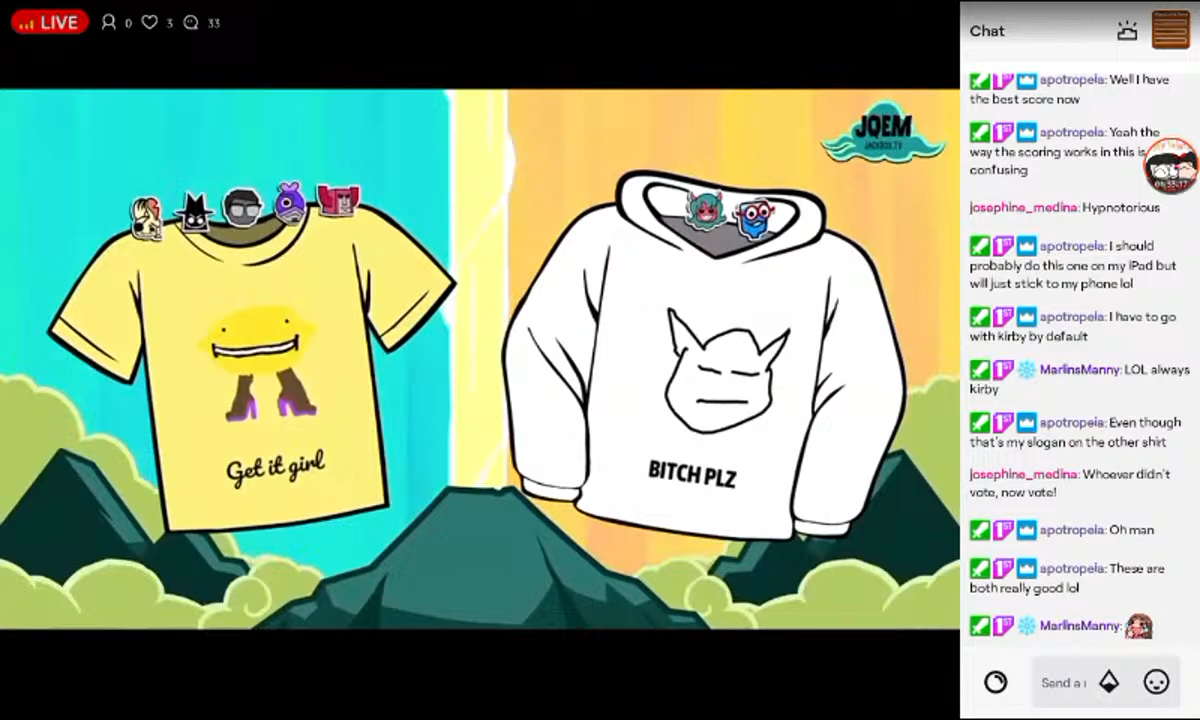 LIVE 0 3 33
JQEM
JACKBOX.TV
Get it girl
BITCH PLZ
Chat
apotropeia: Well I have
the best score now
apotropeia: Yeah the
way the scoring works in this is
confusing
josephine_medina: Hypnotorious
apotropeia: I should
probably do this one on my iPad but
will just stick to my phone lol
apotropeia: I have to go
with kirby by default
MarlinsManny: LOL always
kirby
apotropeia: Even though
that's my slogan on the other shirt
josephine_medina: Whoever didn't
vote, now vote!
apotropeia: Oh man
apotropeia: These are
both really good lol
MarlinsManny:
Send a